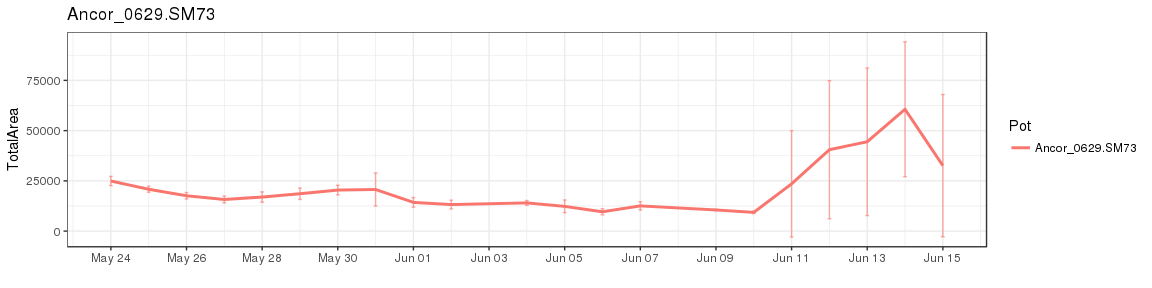 Ancor_0629.SM73
TotalArea
75000
50000
25000
0
May 24 May 26 May 28 May 30 Jun 01 Jun 03 Jun 05 Jun 07 Jun 09 Jun 11 Jun 13 Jun 15
Pot
Ancor_0629.SM73